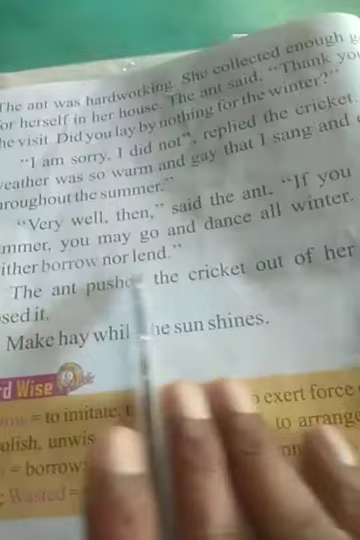 The ant was hardworking. She collected enough
for herself in her house. The ant said, "Thank you
he visit. Did you lay by nothing for the winter?"
"I am sorry, I did not", replied the cricket.
weather was so warm and gay that I sang and
hroughout the summer."
"Very well, then," said the ant, "If you
mmer, you may go and dance all winter.
ither borrow nor lend."
The ant pushe the cricket out of her
sed it.
Make hay whil he sun shines.
rd Wise
= to imitate, exert force
olish, unwis to arrange
= borrow
Wasted =